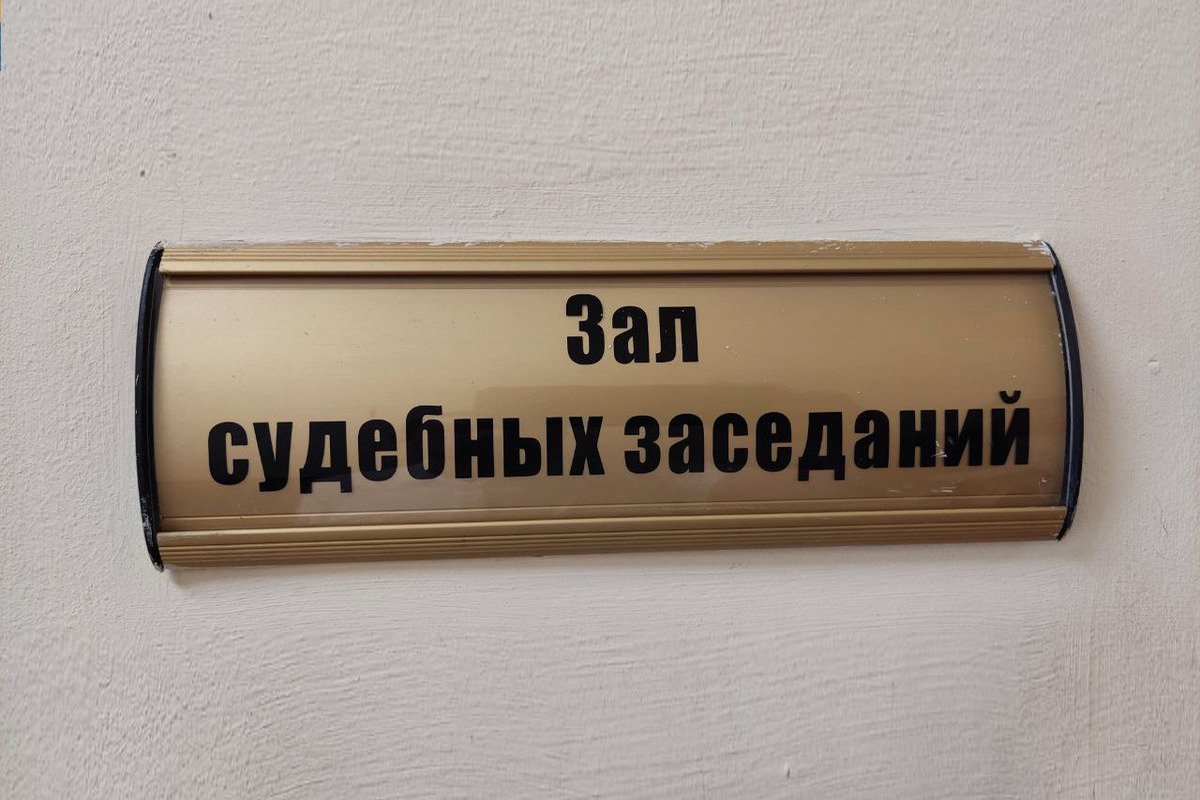 Зал
судебных заседаний